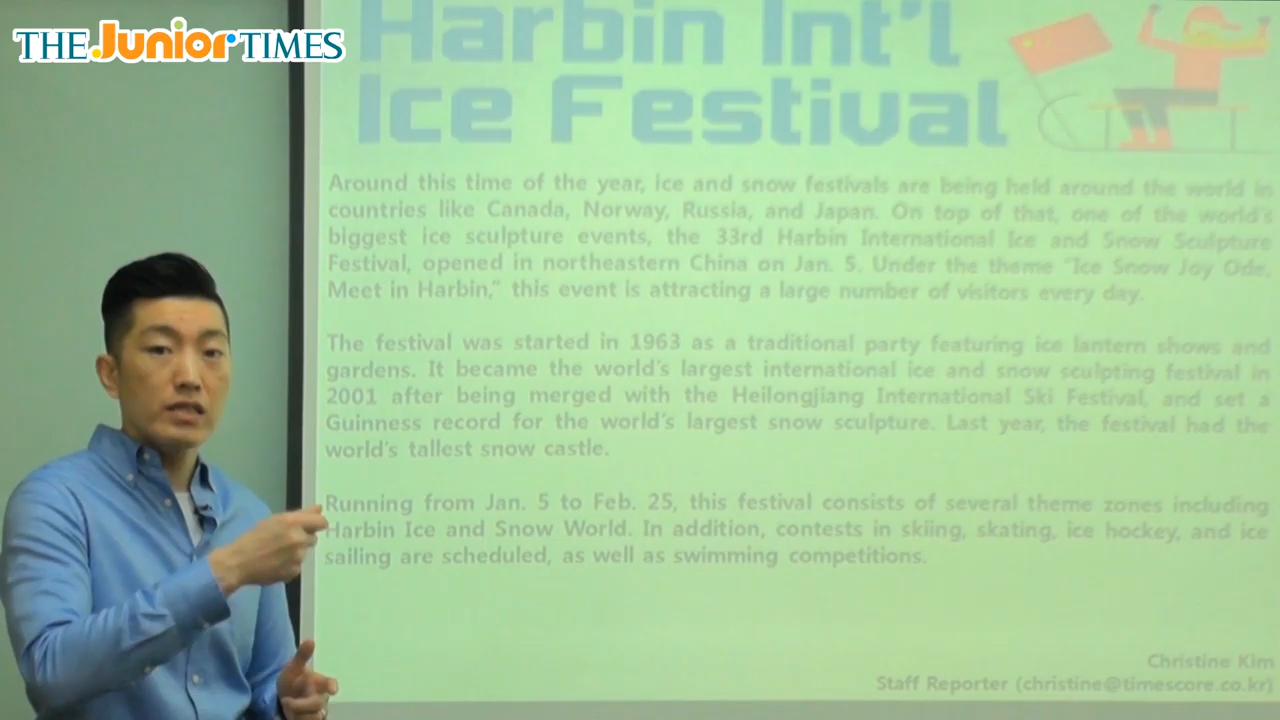 THE Junior TIMES
Harbin Int'l
Ice Festival
Around this time of the year, ice and snow festivals are being held around the world in
countries like Canada, Norway, Russia, and Japan. On top of that, one of the world's
biggest ice sculpture events, the 33rd Harbin International Ice and Snow Sculpture
Festival, opened in northeastern China on Jan. 5. Under the theme "Ice Snow Joy Ode,
Meet in Harbin," this event is attracting a large number of visitors every day.
The festival was started in 1963 as a traditional party featuring ice lantern shows and
gardens. It became the world's largest international ice and snow sculpting festival in
2001 after being merged with the Heilongjiang International Ski Festival, and set a
Guinness record for the world's largest snow sculpture. Last year, the festival had the
world's tallest snow castle.
Running from Jan. 5 to Feb. 25, this festival consists of several theme zones including
Harbin Ice and Snow World. In addition, contests in skiing, skating, ice hockey, and ice
sailing are scheduled, as well as swimming competitions.
Christine Kim
Staff Reporter (christine@timescore.co.kr)